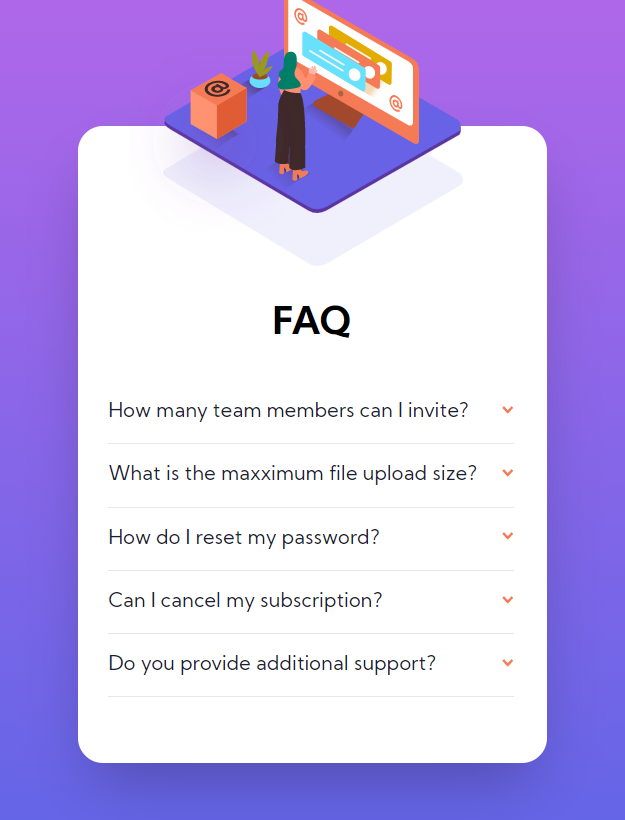 @
@
@
FAQ
How many team members can I invite?
What is the maxximum file upload size?
How do I reset my password?
Can I cancel my subscription?
Do you provide additional support?